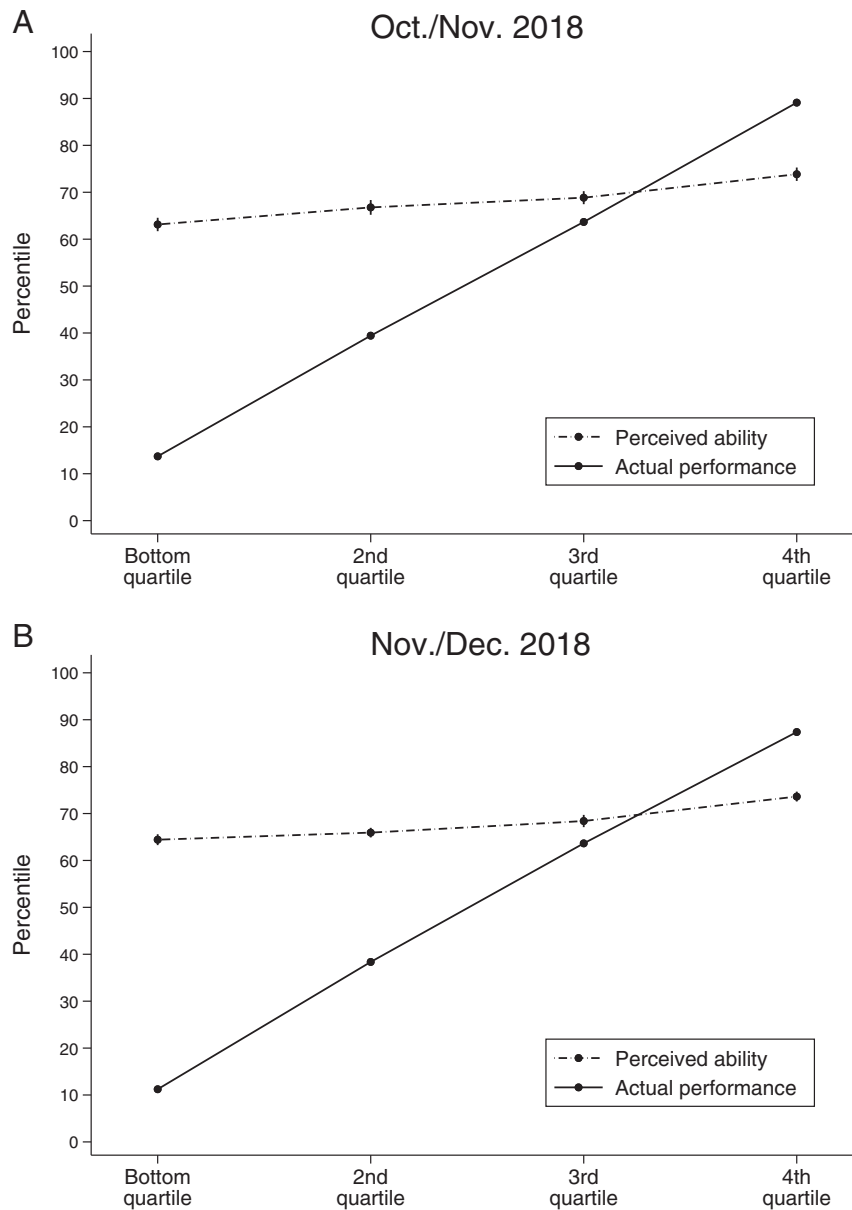 A
Oct./Nov. 2018
100
90
80
70
60
50
40
30
20
10
0
Percentile
Perceived ability
Actual performance
Bottom
quartile
2nd
quartile
3rd
quartile
4th
quartile
B
Nov./Dec. 2018
100
90
80
70
60
50
40
30
20
10
0
Percentile
Perceived ability
Actual performance
Bottom
quartile
2nd
quartile
3rd
quartile
4th
quartile